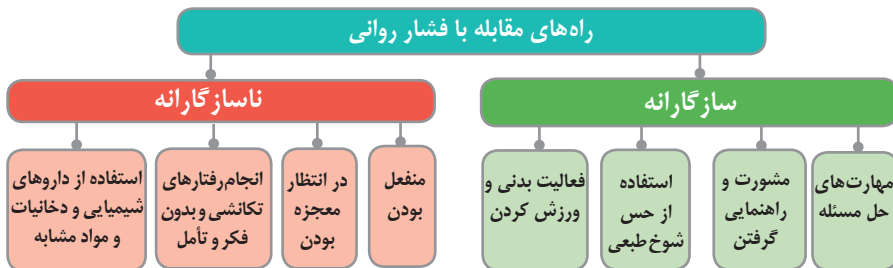 راه‌های مقابله با فشار روانی
سازگارانه
مهارت‌های
حل مسئله
مشورت و
راهنمایی
گرفتن
استفاده
از حس
شوخ‌طبعی
فعالیت بدنی و
ورزش کردن
ناسازگارانه
منفعل
بودن
در انتظار
معجزه
بودن
انجام‌رفتارهای
تکانشی و بدون
فکر و تأمل
استفاده از داروهای
شیمیایی و دخانیات
و مواد مشابه